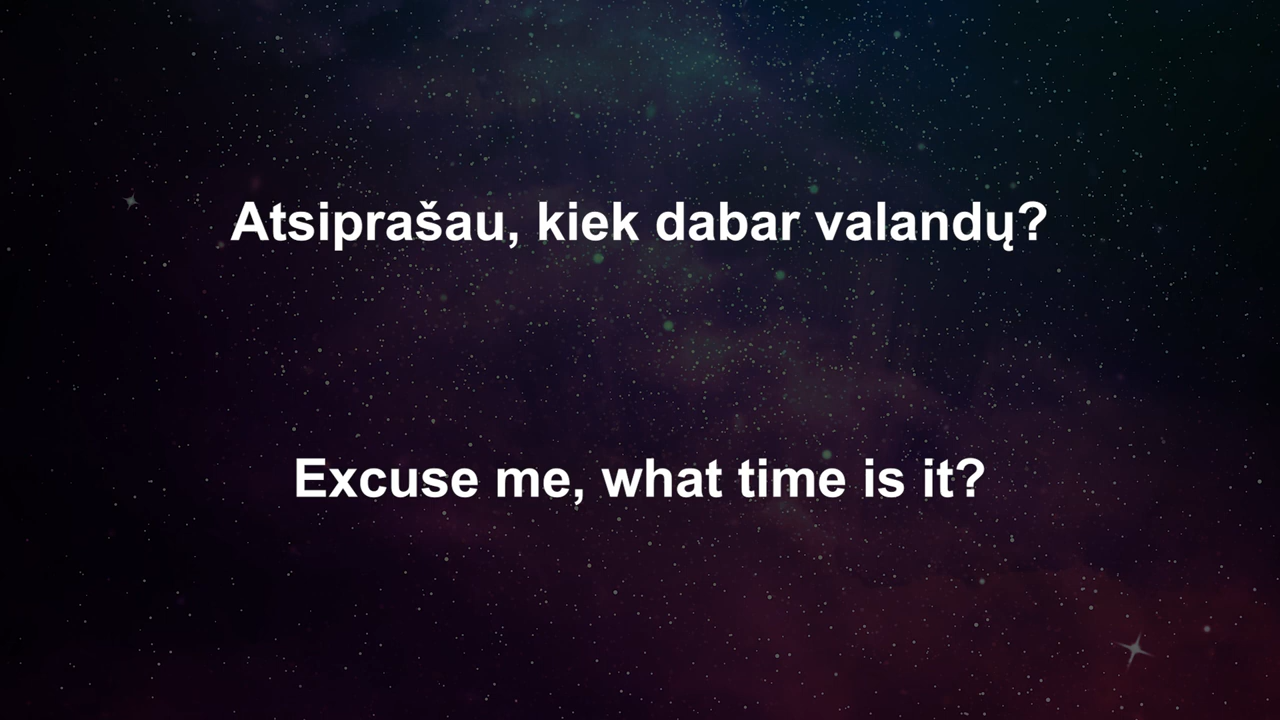 Atsiprašau, kiek dabar valandų?
Excuse me, what time is it?